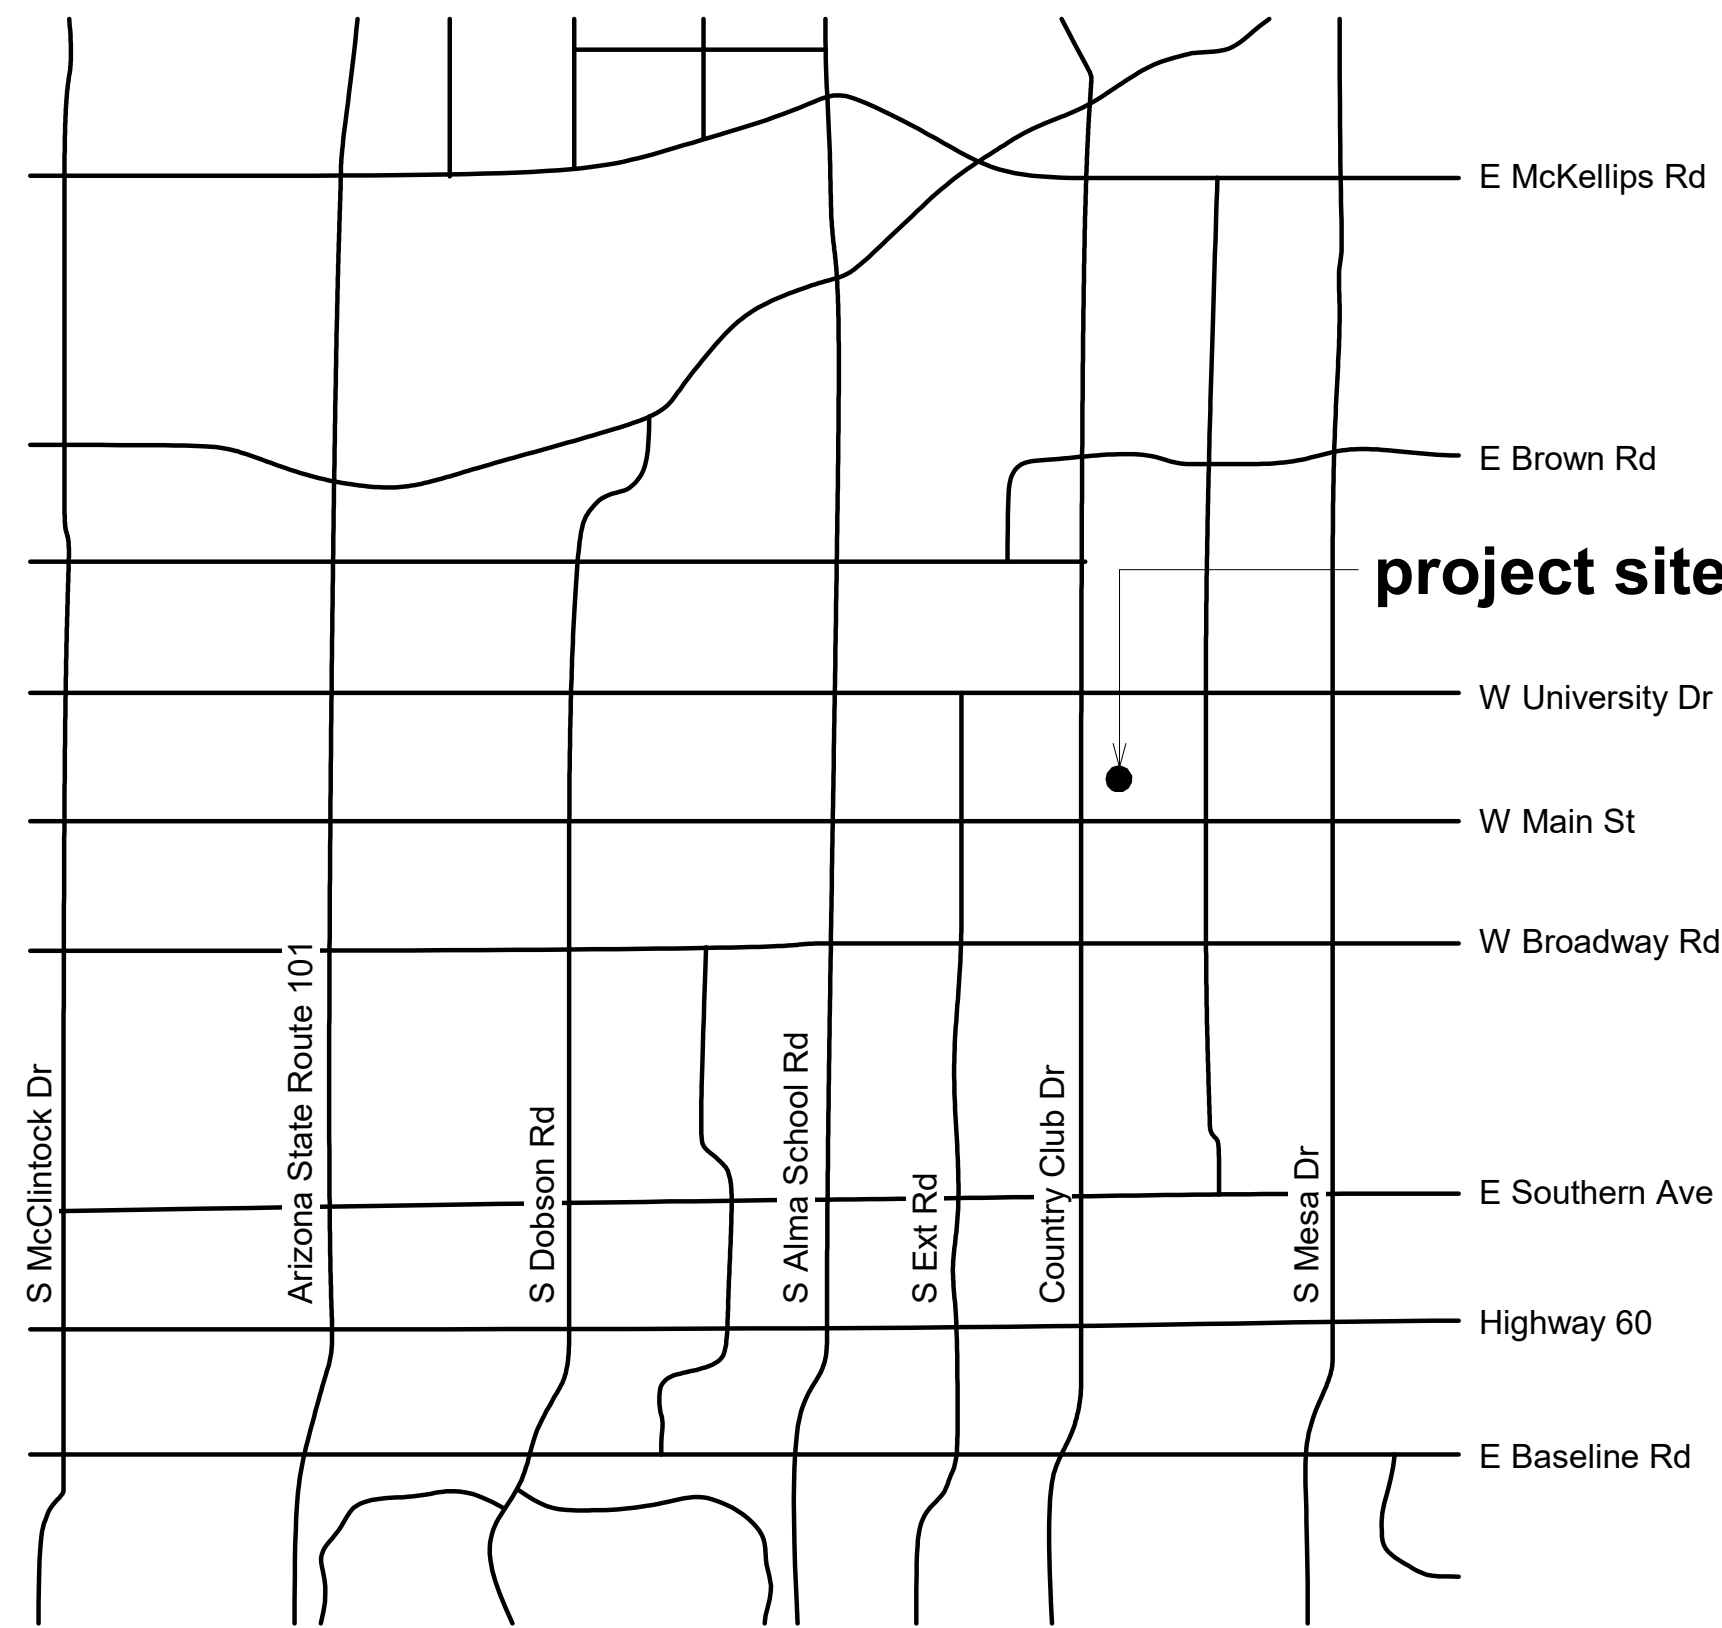 E McKellips Rd
E Brown Rd
project site
W University Dr
W Main St
W Broadway Rd
S McClintock Dr
Arizona State Route 101
S Dobson Rd
S Alma School Rd
S Ext Rd
Country Club Dr
S Mesa Dr
E Southern Ave
Highway 60
E Baseline Rd